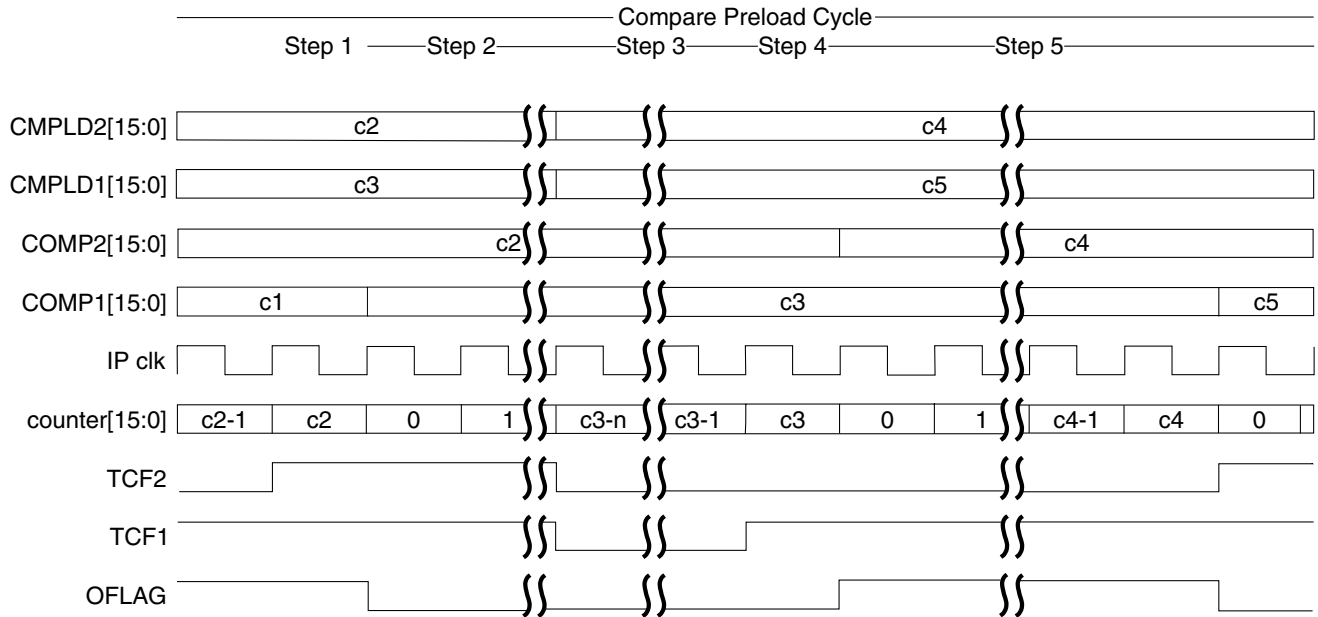 Compare Preload Cycle
Step 1 Step 2 Step 3 Step 4 Step 5
CMPLD2[15:0] c2 c4
CMPLD1[15:0] c3 c5
COMP2[15:0] c2 c4
COMP1[15:0] c1 c3 c5
IP clk
counter[15:0] c2-1 c2 0 1 c3-n c3-1 c3 0 1 c4-1 c4 0
TCF2
TCF1
OFLAG